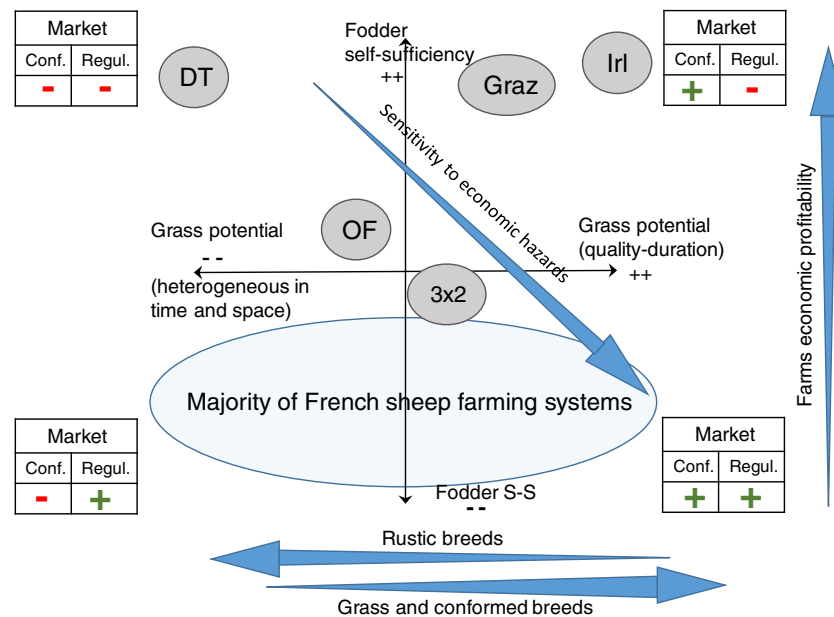 Market
Conf. Regul.
- -
DT
Fodder
self-sufficiency
++
Graz
Irl
Market
Conf. Regul.
+ -
Sensitivity to economic hazards
Farms economic profitability
OF
Grass potential
--
(heterogeneous in
time and space)
Grass potential
(quality-duration)
++
3x2
Majority of French sheep farming systems
Market
Conf. Regul.
- +
Fodder S-S
--
Market
Conf. Regul.
+ +
Rustic breeds
Grass and conformed breeds